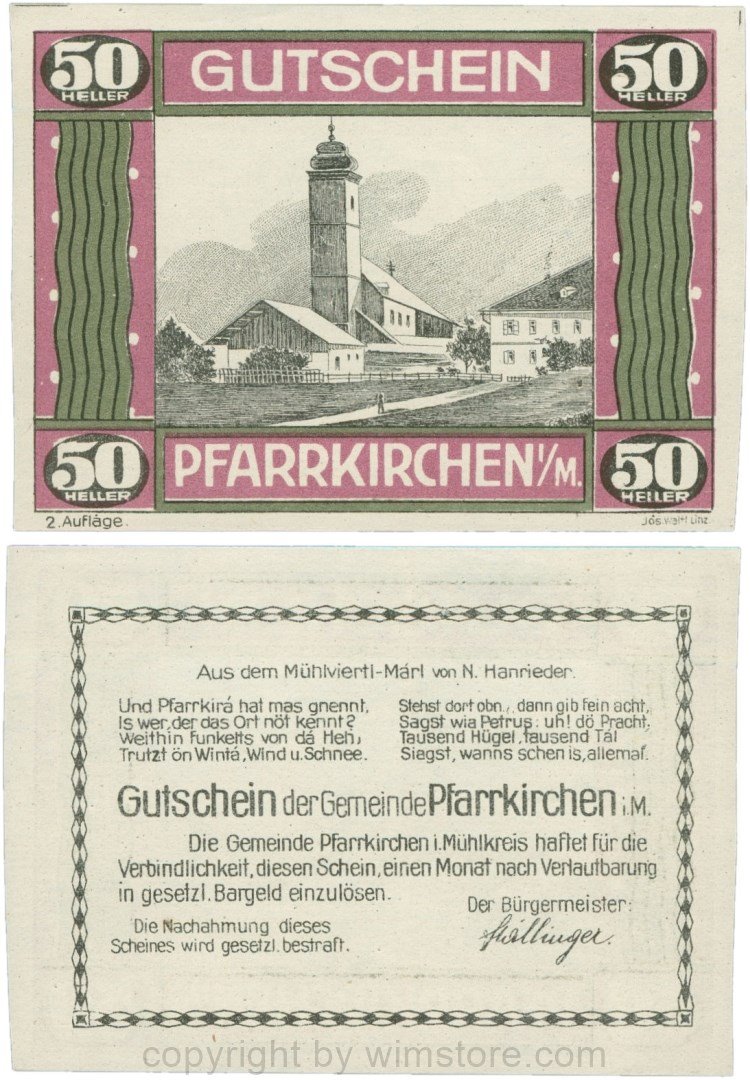 50 HELLER
GUTSCHEIN
50 HELLER
50 HELLER
PFARRKIRCHEN I/M.
50 HELLER
2. Auflage.
Jos. Linz.
Aus dem Mühlviertl-Márl von N. Hanrieder.
Und Pfarrkirá hat mas gnennt,
Is wer, der das Ort nöt kennt?
Weithin funkelts von dá Heh,
Trutzt ön Wintá, Wind u. Schnee.
Stehst dort obn, dann gib fein acht,
Sagst wia Petrus: uh! dö Pracht,
Tausend Hügel, tausend Tál
Siegst, wanns schen is, allemal.
Gutschein der Gemeinde Pfarrkirchen i.M.
Die Gemeinde Pfarrkirchen i. Mühlkreis haftet für die
Verbindlichkeit, diesen Schein, einen Monat nach Verlautbarung
in gesetzl. Bargeld einzulösen.
Der Bürgermeister:
Die Nachahmung dieses
Scheines wird gesetzl. bestraft.
copyright by wimstore.com